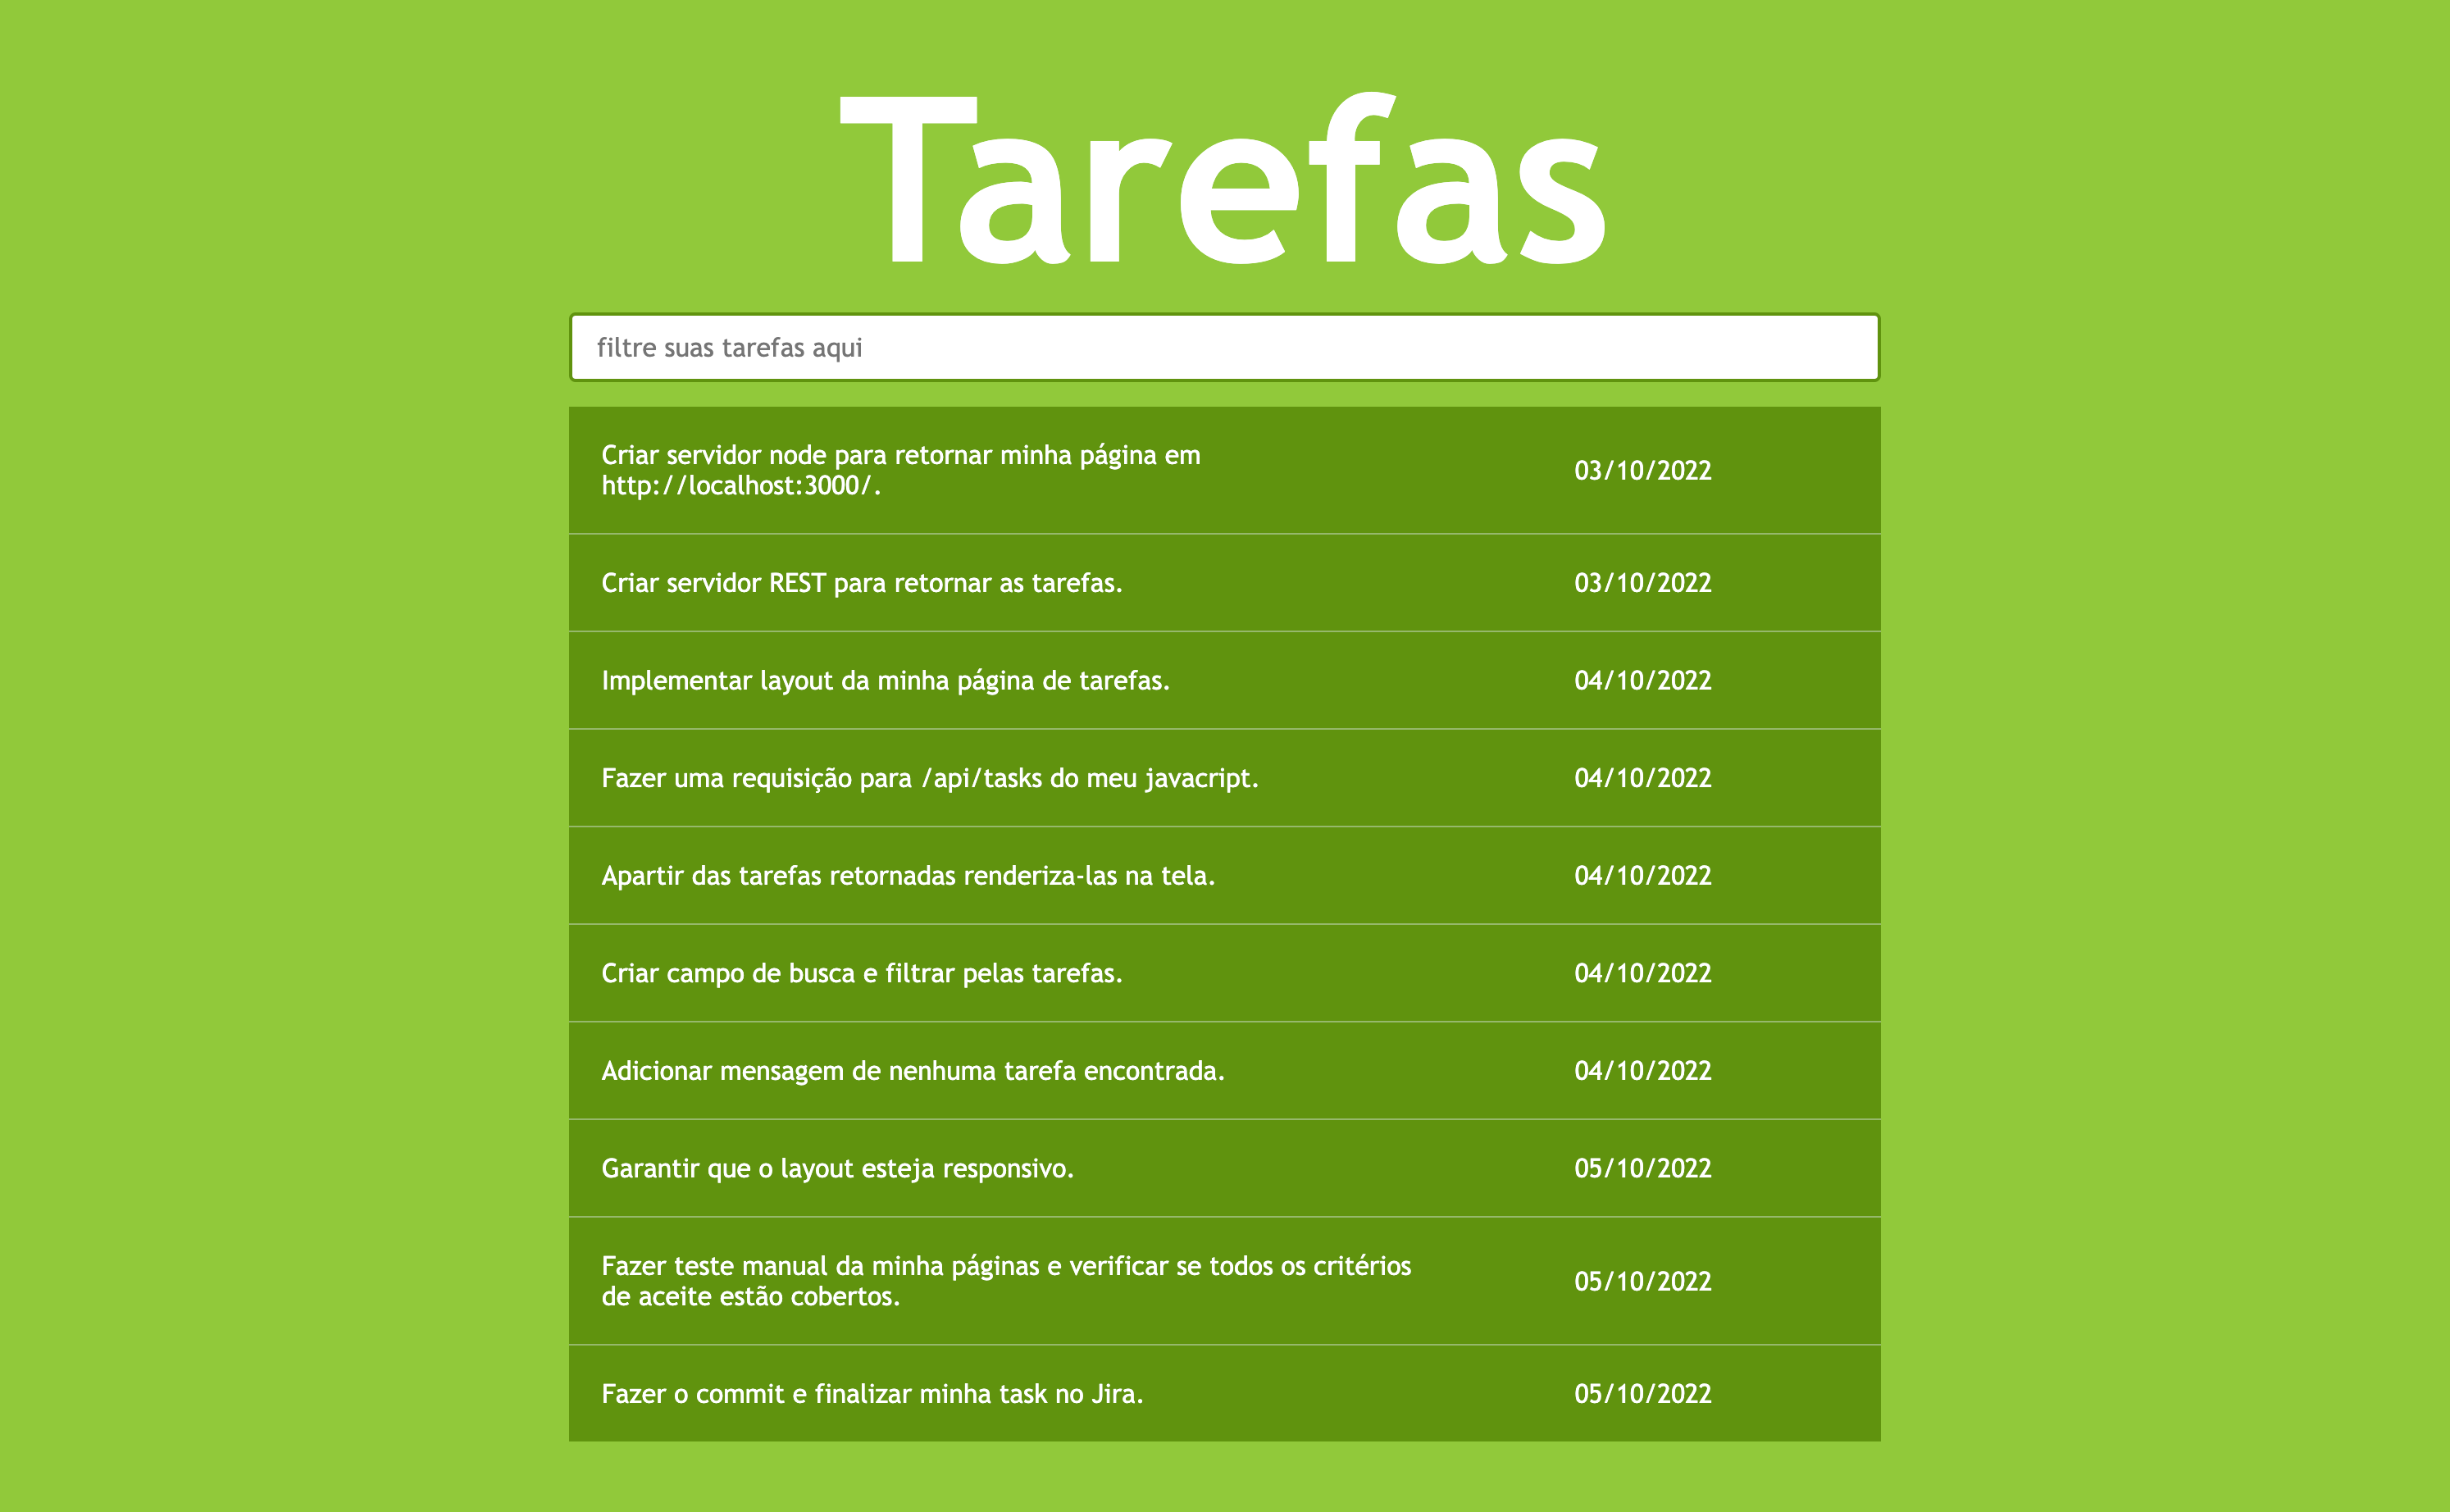 Tarefas
filtre suas tarefas aqui
Criar servidor node para retornar minha página em
http://localhost:3000/.
03/10/2022
Criar servidor REST para retornar as tarefas.
03/10/2022
Implementar layout da minha página de tarefas.
04/10/2022
Fazer uma requisição para /api/tasks do meu javacript.
04/10/2022
Apartir das tarefas retornadas renderiza-las na tela.
04/10/2022
Criar campo de busca e filtrar pelas tarefas.
04/10/2022
Adicionar mensagem de nenhuma tarefa encontrada.
04/10/2022
Garantir que o layout esteja responsivo.
05/10/2022
Fazer teste manual da minha páginas e verificar se todos os critérios
de aceite estão cobertos.
05/10/2022
Fazer o commit e finalizar minha task no Jira.
05/10/2022